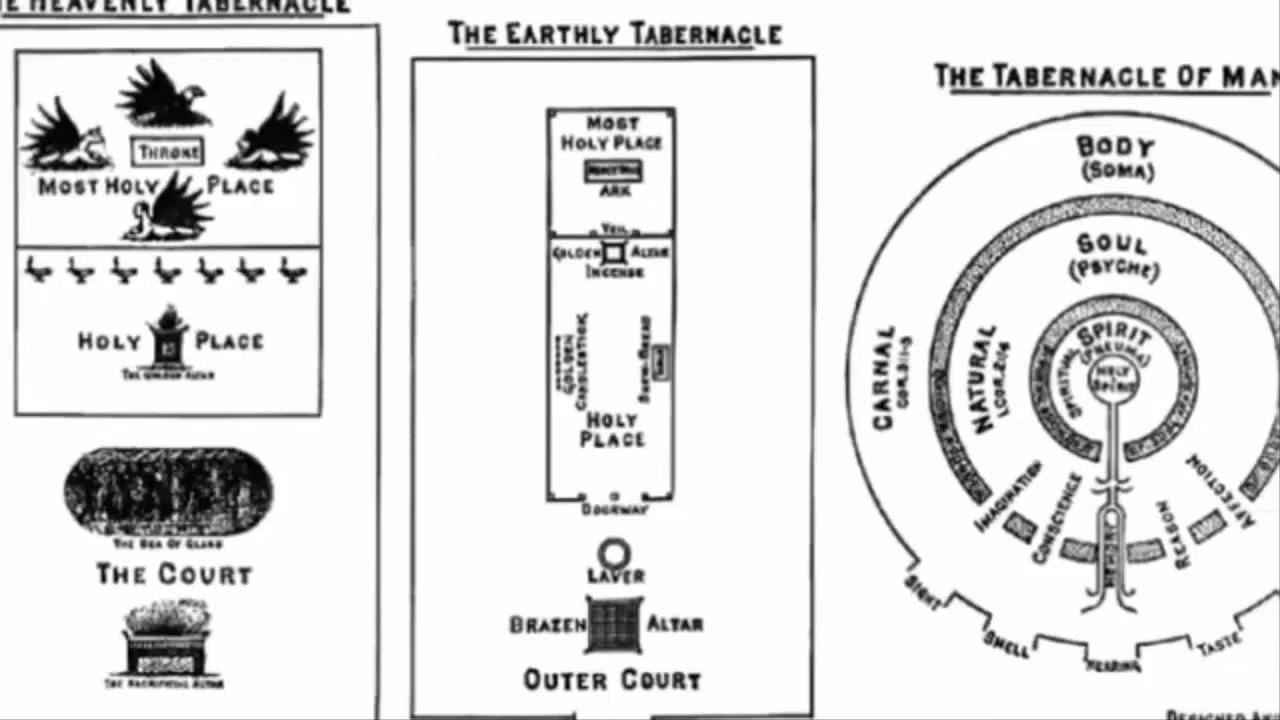 E HEAVENLY TABERNACLE
THRONE
MOST HOLY PLACE
HOLY PLACE
THE GOLDEN ALTAR
THE SEA OF GLASS
THE COURT
THE SACRIFICIAL ALTAR
THE EARTHLY TABERNACLE
MOST
HOLY PLACE
ARK
VEIL
GOLDEN ALTAR
INCENSE
GOLDEN
CANDLESTICK
SHEW-BREAD
HOLY
PLACE
DOORWAY
LAVER
BRAZEN ALTAR
OUTER COURT
THE TABERNACLE OF MAN
BODY
(SOMA)
SOUL
(PSYCHE)
SPIRIT
(PNEUMA)
HOLY
SPIRIT
SPIRITUAL
NATURAL
CARNAL
IMAGINATION
CONSCIENCE
MEMORY
REASON
AFFECTION
SIGHT
SMELL
HEARING
TASTE